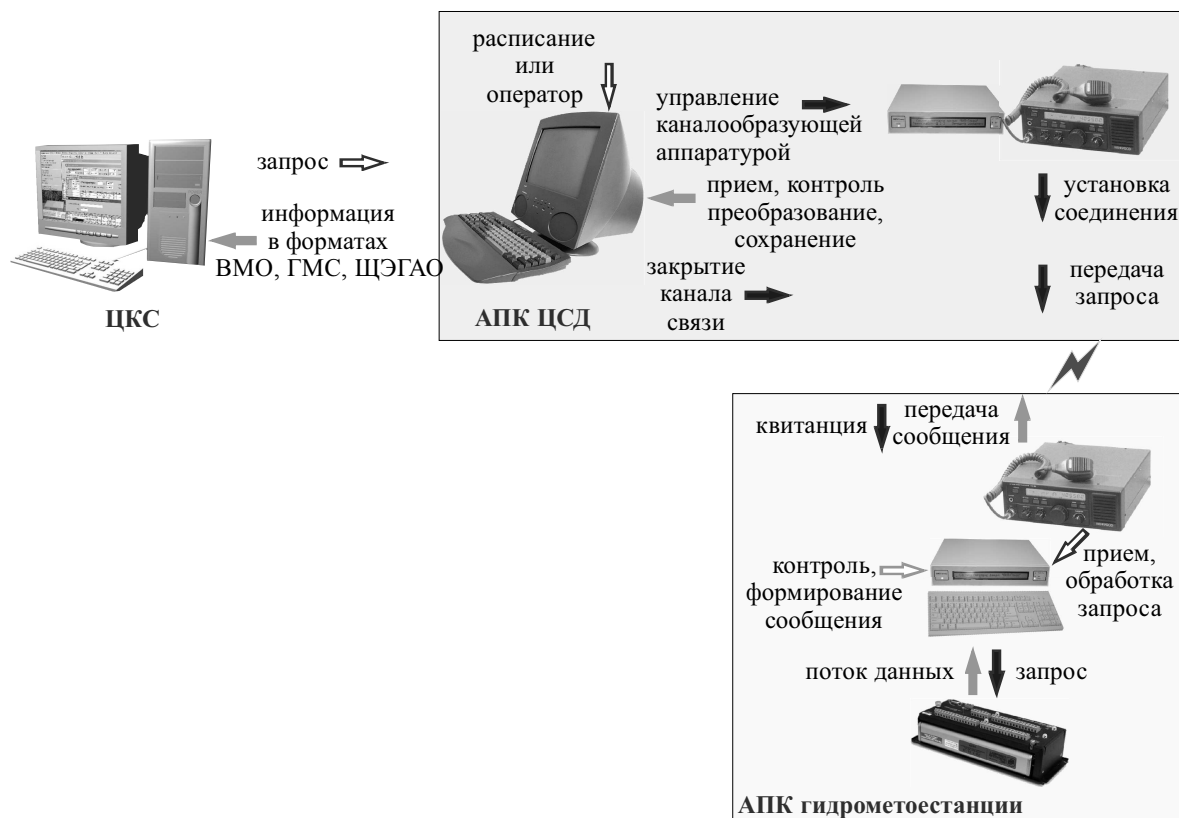 расписание
или
оператор
управление
каналообразующей
аппаратурой
запрос
прием, контроль
преобразование,
сохранение
установка
соединения
информация
в форматах
ВМО, ГМС, ЩЭГАО
закрытие
канала
связи
передача
запроса
ЦКС
АПК ЦСД
квитанция
передача
сообщения
контроль,
формирование
сообщения
прием,
обработка
запроса
поток данных
запрос
АПК гидрометоестанции